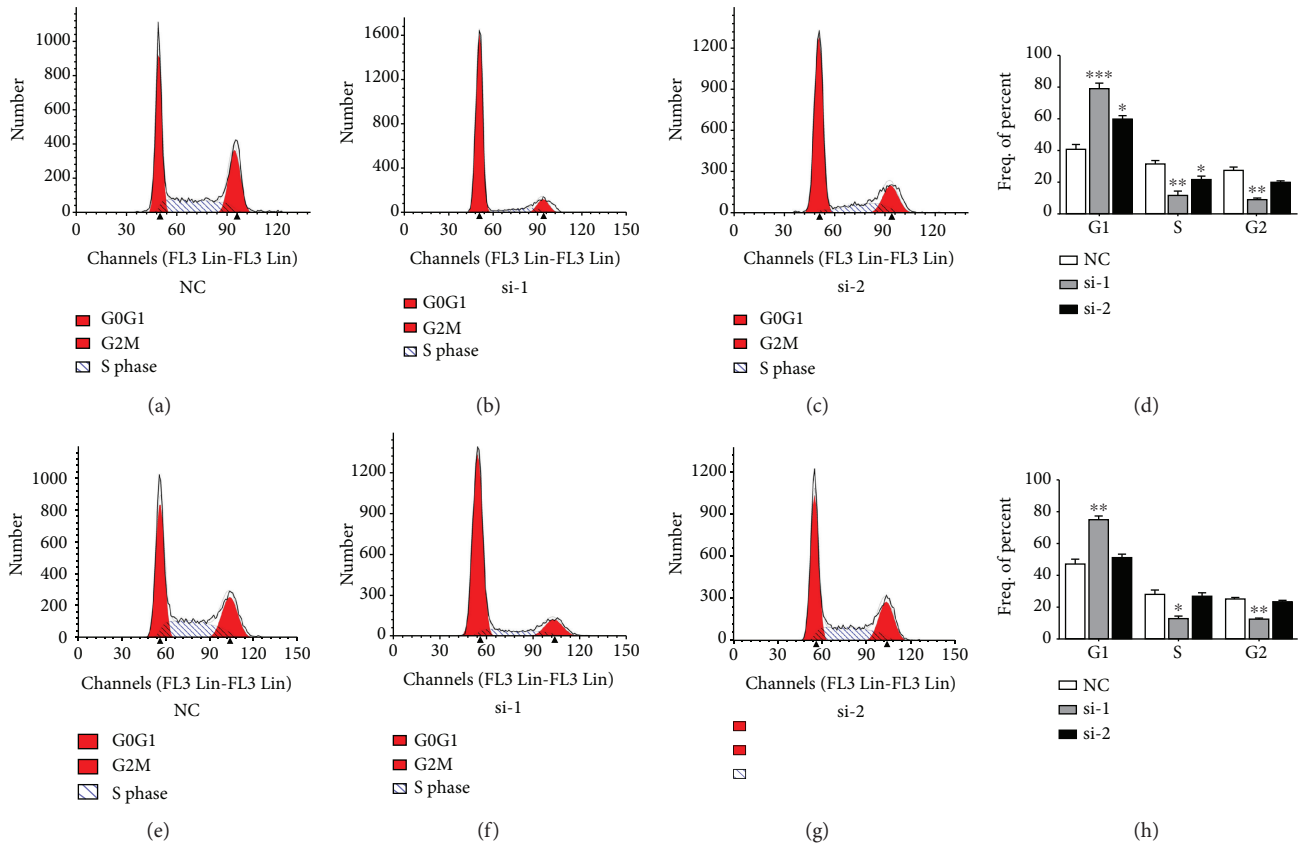 1000
800
600
400
200
0
Number
0 30 60 90 120
Channels (FL3 Lin-FL3 Lin)
NC
G0G1
G2M
S phase
(a)
1600
1200
800
400
0
Number
0 30 60 90 120 150
Channels (FL3 Lin-FL3 Lin)
si-1
G0G1
G2M
S phase
(b)
1200
900
600
300
0
Number
0 30 60 90 120
Channels (FL3 Lin-FL3 Lin)
si-2
G0G1
G2M
S phase
(c)
100
80
60
40
20
0
Freq. of percent
***
*
**
*
**
G1 S G2
NC
si-1
si-2
(d)
1000
800
600
400
200
0
Number
0 30 60 90 120 150
Channels (FL3 Lin-FL3 Lin)
NC
G0G1
G2M
S phase
(e)
1200
900
600
300
0
Number
0 30 60 90 120 150
Channels (FL3 Lin-FL3 Lin)
si-1
G0G1
G2M
S phase
(f)
1200
900
600
300
0
Number
0 30 60 90 120 150
Channels (FL3 Lin-FL3 Lin)
si-2
(g)
100
80
60
40
20
0
Freq. of percent
**
*
**
G1 S G2
NC
si-1
si-2
(h)